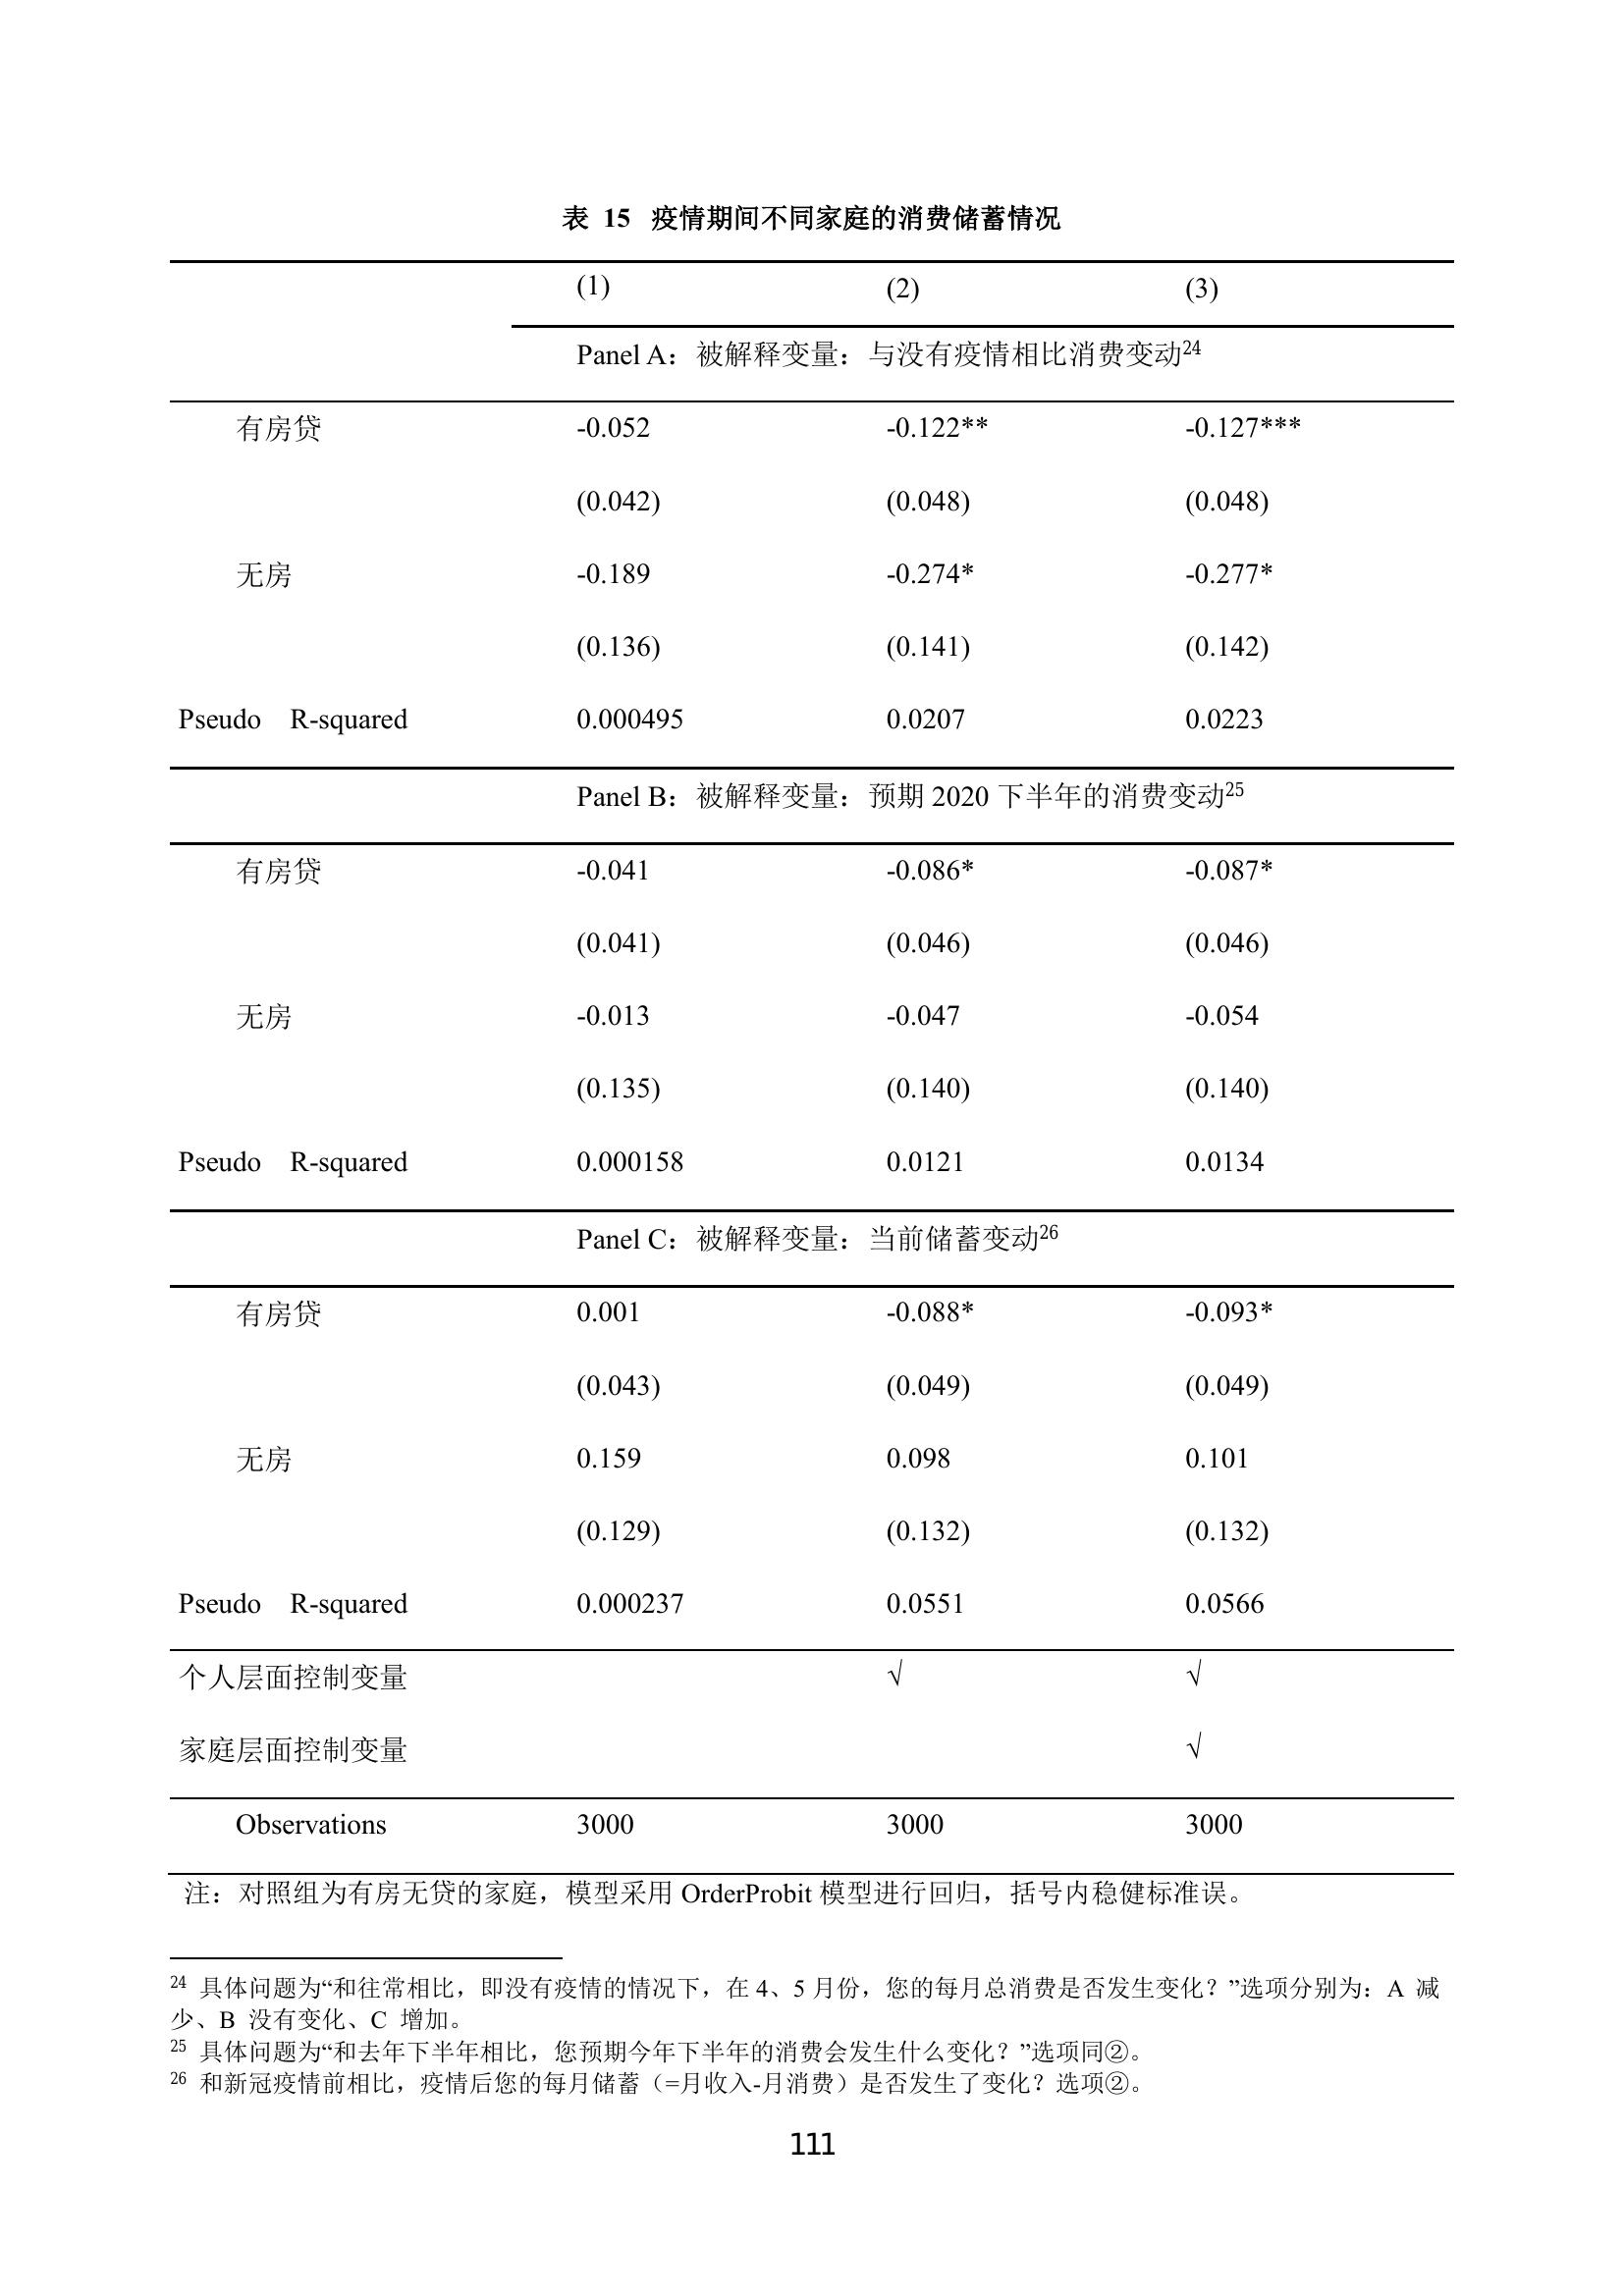 表 15 疫情期间不同家庭的消费储蓄情况
(1) (2) (3)
Panel A：被解释变量：与没有疫情相比消费变动24
有房贷 -0.052 -0.122** -0.127***
(0.042) (0.048) (0.048)
无房 -0.189 -0.274* -0.277*
(0.136) (0.141) (0.142)
Pseudo R-squared 0.000495 0.0207 0.0223
Panel B：被解释变量：预期 2020 下半年的消费变动25
有房贷 -0.041 -0.086* -0.087*
(0.041) (0.046) (0.046)
无房 -0.013 -0.047 -0.054
(0.135) (0.140) (0.140)
Pseudo R-squared 0.000158 0.0121 0.0134
Panel C：被解释变量：当前储蓄变动26
有房贷 0.001 -0.088* -0.093*
(0.043) (0.049) (0.049)
无房 0.159 0.098 0.101
(0.129) (0.132) (0.132)
Pseudo R-squared 0.000237 0.0551 0.0566
个人层面控制变量 √ √
家庭层面控制变量 √
Observations 3000 3000 3000
注：对照组为有房无贷的家庭，模型采用 OrderProbit 模型进行回归，括号内稳健标准误。
24 具体问题为“和往常相比，即没有疫情的情况下，在 4、5 月份，您的每月总消费是否发生变化？”选项分别为：A 减
少、B 没有变化、C 增加。
25 具体问题为“和去年下半年相比，您预期今年下半年的消费会发生什么变化？”选项同②。
26 和新冠疫情前相比，疫情后您的每月储蓄（=月收入-月消费）是否发生了变化？选项②。
111